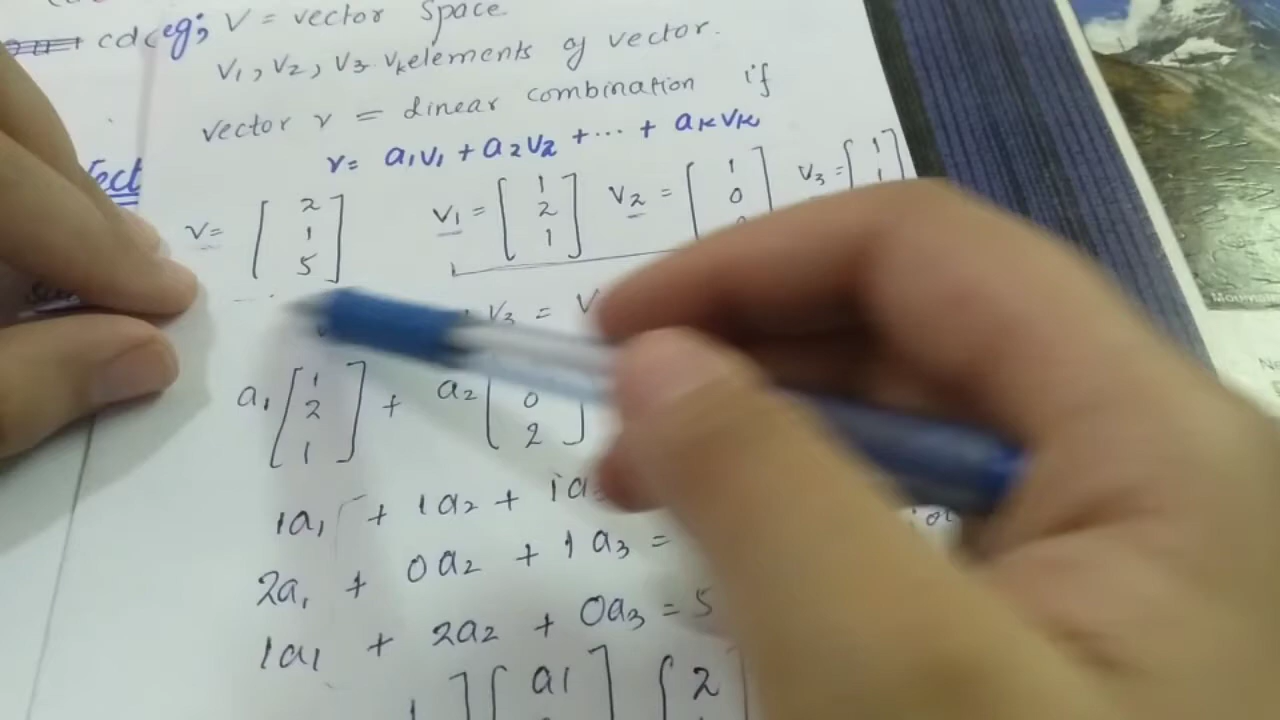 cd eg; V = vector space
V1, V2, V3 Vk elements of vector.
vector v = Linear combination if
v = a1v1 + a2v2 + ... + akvk
V = [2 1 5] V1 = [1 2 1] V2 = [1 0 V3 = [1 1
V3 = V
a1 [1 2 1] + a2 [0 2]
1a1 + 1a2 + 1a3
2a1 + 0a2 + 1a3 =
1a1 + 2a2 + 0a3 = 5
1 ] [a1 ] [2